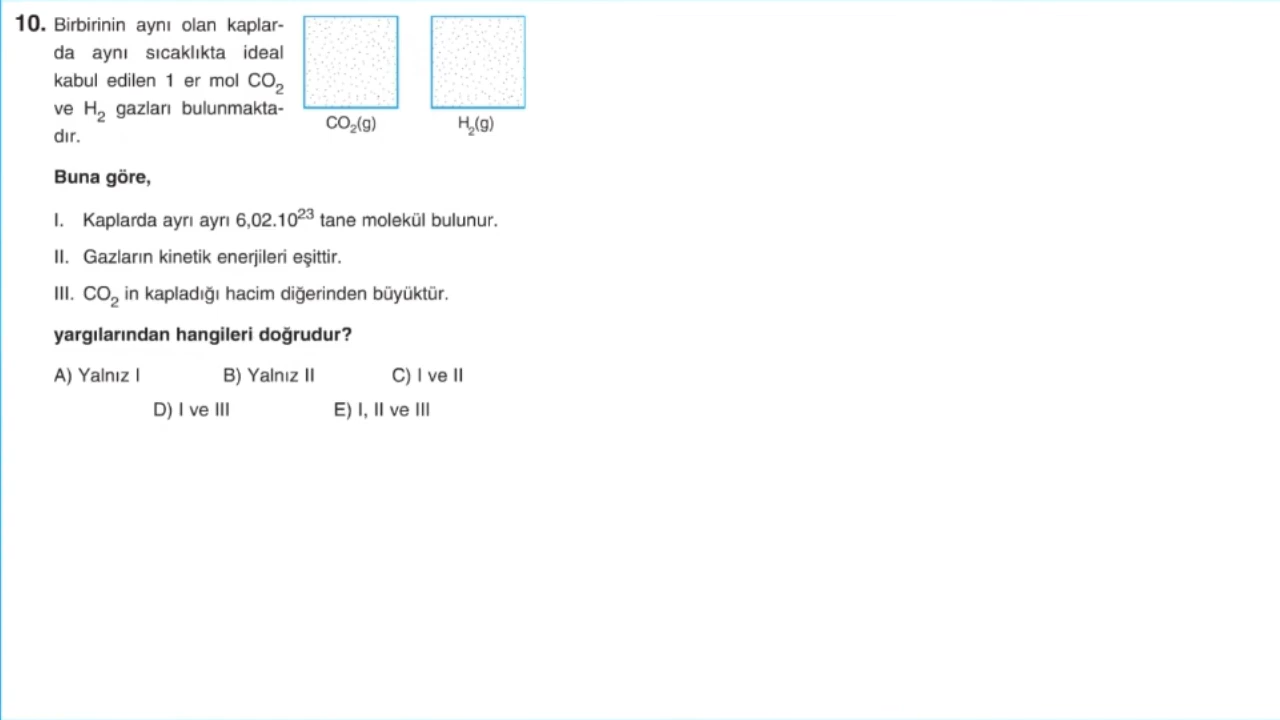 10. Birbirinin aynı olan kaplar-
da aynı sıcaklıkta ideal
kabul edilen 1 er mol CO₂
ve H₂ gazları bulunmakta-
dır.
CO₂(g) H₂(g)
Buna göre,
I. Kaplarda ayrı ayrı 6,02.10²³ tane molekül bulunur.
II. Gazların kinetik enerjileri eşittir.
III. CO₂ in kapladığı hacim diğerinden büyüktür.
yargılarından hangileri doğrudur?
A) Yalnız I B) Yalnız II C) I ve II
D) I ve III E) I, II ve III